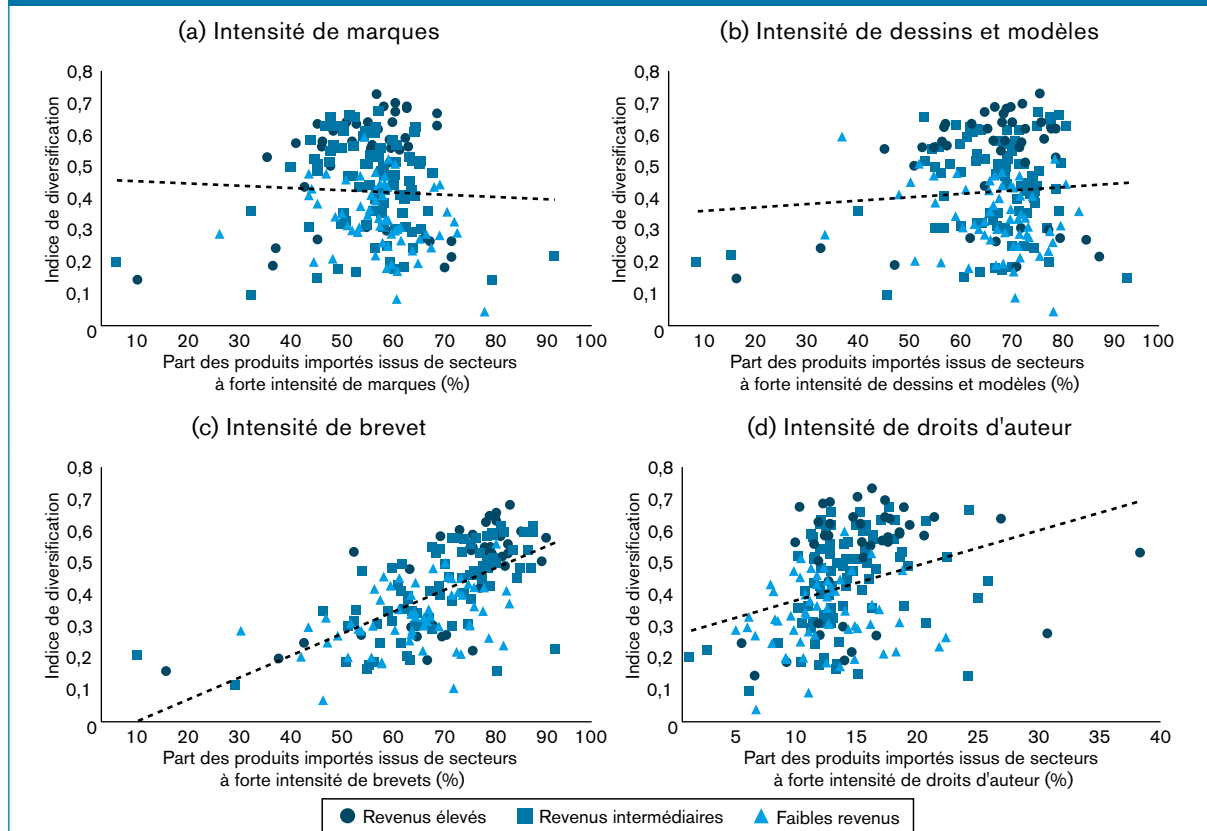 (a) Intensité de marques
Indice de diversification
0,8
0,7
0,6
0,5
0,4
0,3
0,2
0,1
0
10 20 30 40 50 60 70 80 90 100
Part des produits importés issus de secteurs
à forte intensité de marques (%)
(b) Intensité de dessins et modèles
Indice de diversification
0,8
0,7
0,6
0,5
0,4
0,3
0,2
0,1
0
10 20 30 40 50 60 70 80 90 100
Part des produits importés issus de secteurs
à forte intensité de dessins et modèles (%)
(c) Intensité de brevet
Indice de diversification
0,8
0,7
0,6
0,5
0,4
0,3
0,2
0,1
0
10 20 30 40 50 60 70 80 90 100
Part des produits importés issus de secteurs
à forte intensité de brevets (%)
(d) Intensité de droits d'auteur
Indice de diversification
0,8
0,7
0,6
0,5
0,4
0,3
0,2
0,1
0
5 10 15 20 25 30 35 40
Part des produits importés issus de secteurs
à forte intensité de droits d'auteur (%)
Revenus élevés Revenus intermédiaires Faibles revenus